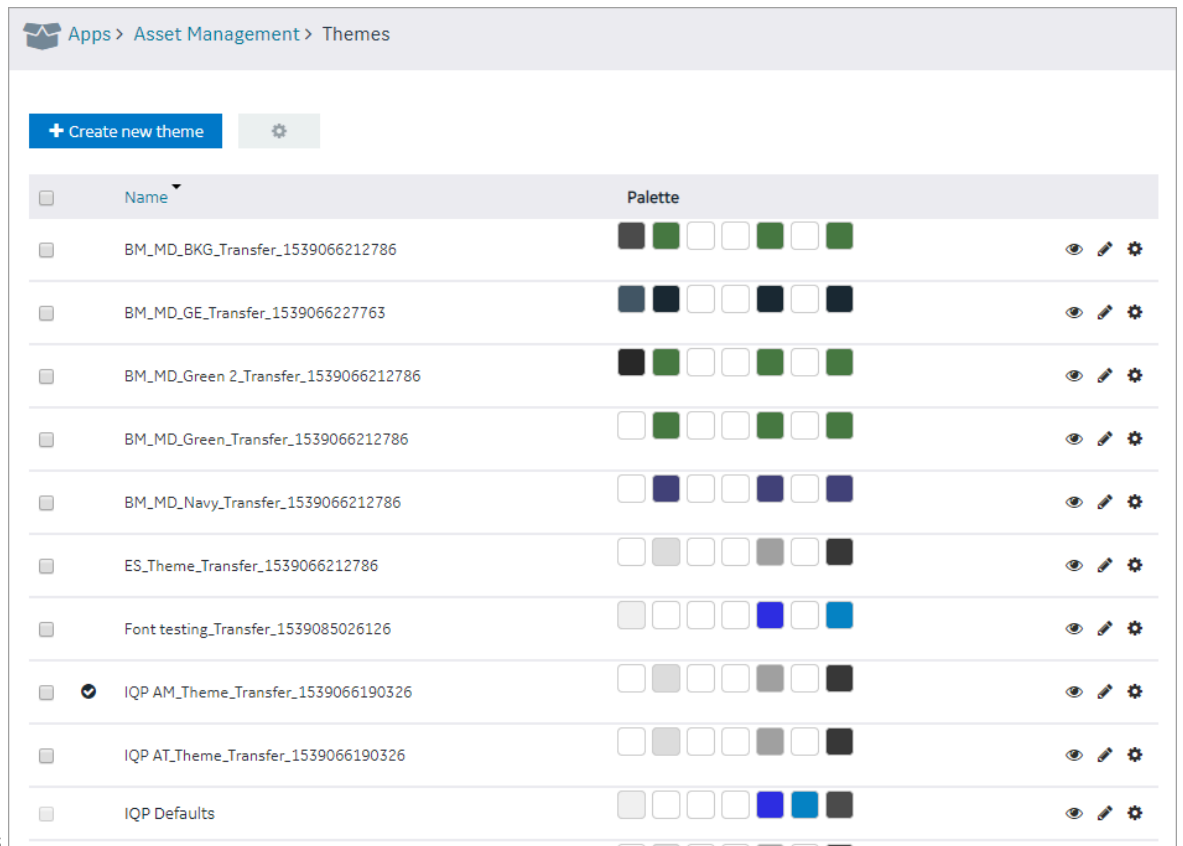 Apps > Asset Management > Themes
+ Create new theme
Name Palette
BM_MD_BKG_Transfer_1539066212786
BM_MD_GE_Transfer_1539066227763
BM_MD_Green 2_Transfer_1539066212786
BM_MD_Green_Transfer_1539066212786
BM_MD_Navy_Transfer_1539066212786
ES_Theme_Transfer_1539066212786
Font testing_Transfer_1539085026126
IQP AM_Theme_Transfer_1539066190326
IQP AT_Theme_Transfer_1539066190326
IQP Defaults